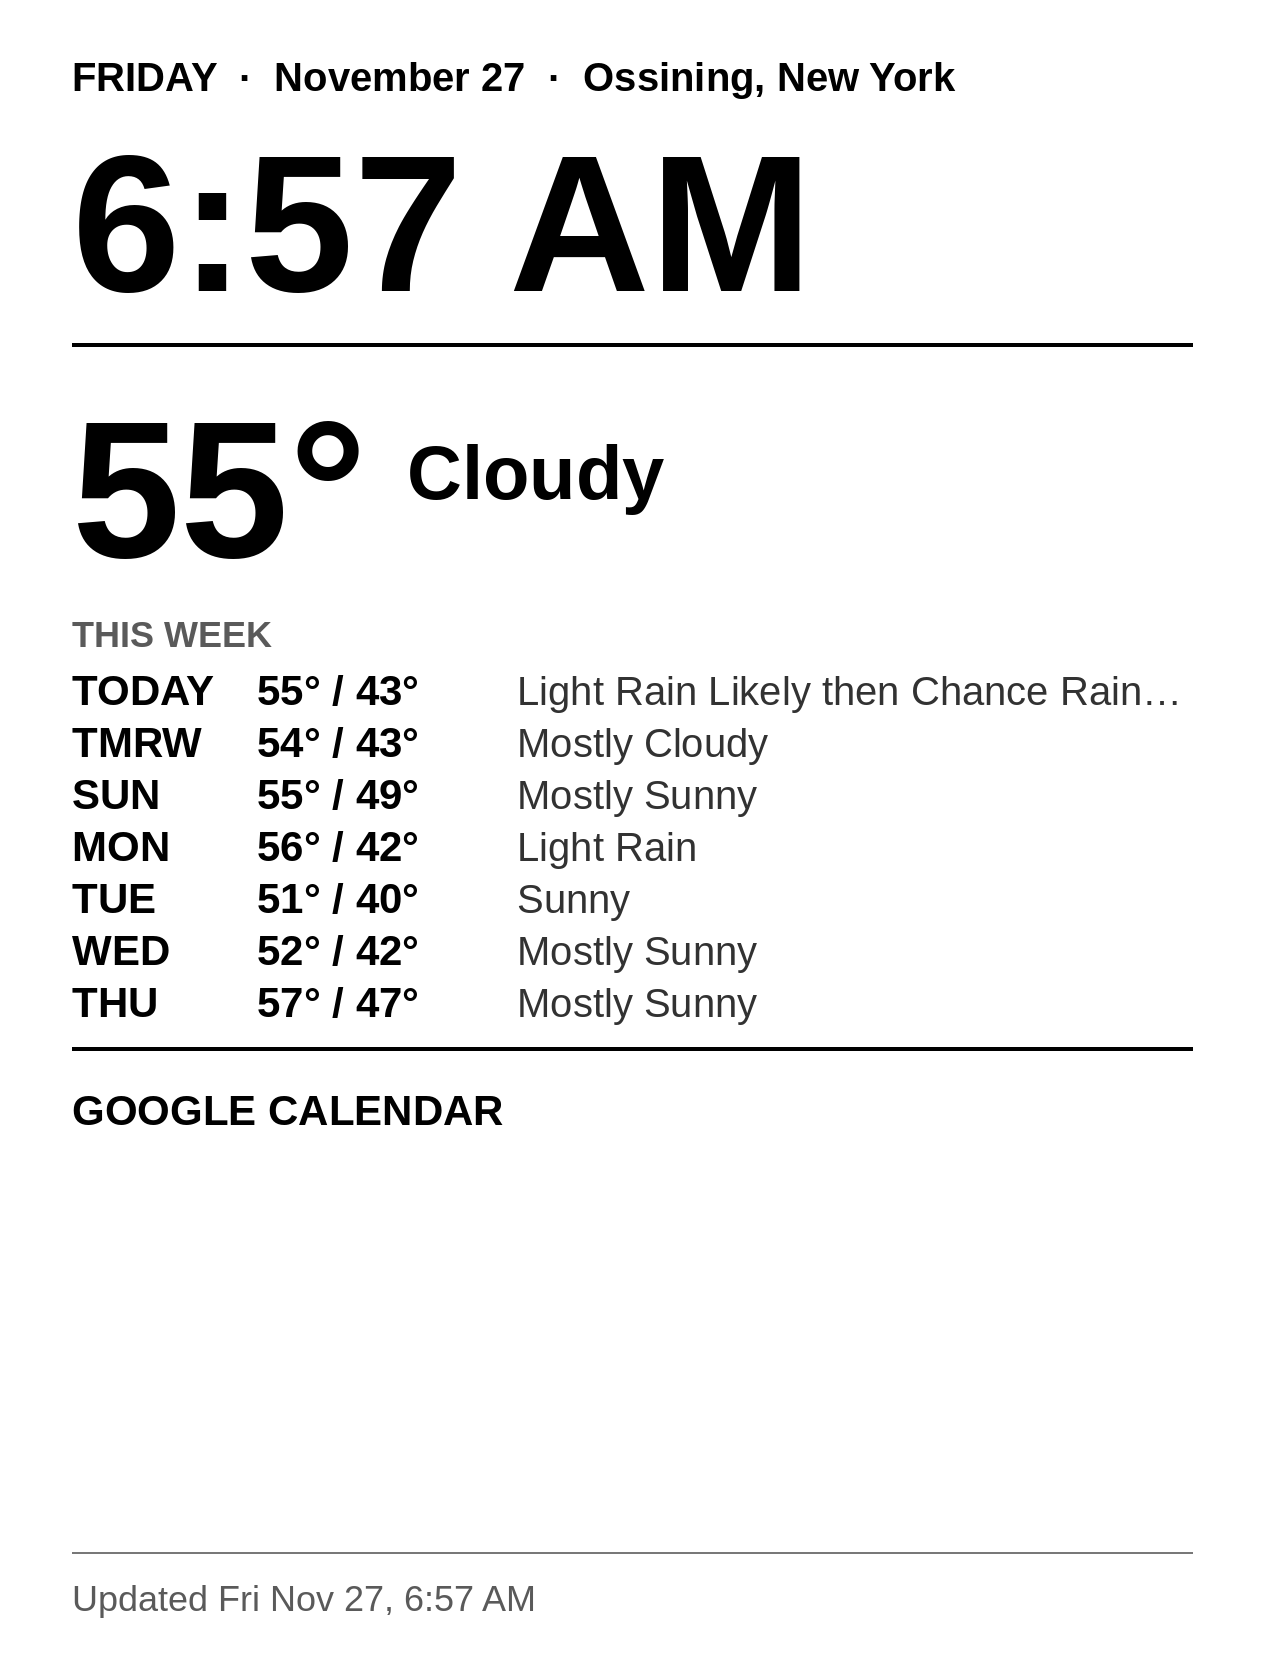 FRIDAY · November 27 · Ossining, New York
6:57 AM
55° Cloudy
THIS WEEK
TODAY 55° / 43° Light Rain Likely then Chance Rain…
TMRW 54° / 43° Mostly Cloudy
SUN 55° / 49° Mostly Sunny
MON 56° / 42° Light Rain
TUE 51° / 40° Sunny
WED 52° / 42° Mostly Sunny
THU 57° / 47° Mostly Sunny
GOOGLE CALENDAR
Updated Fri Nov 27, 6:57 AM